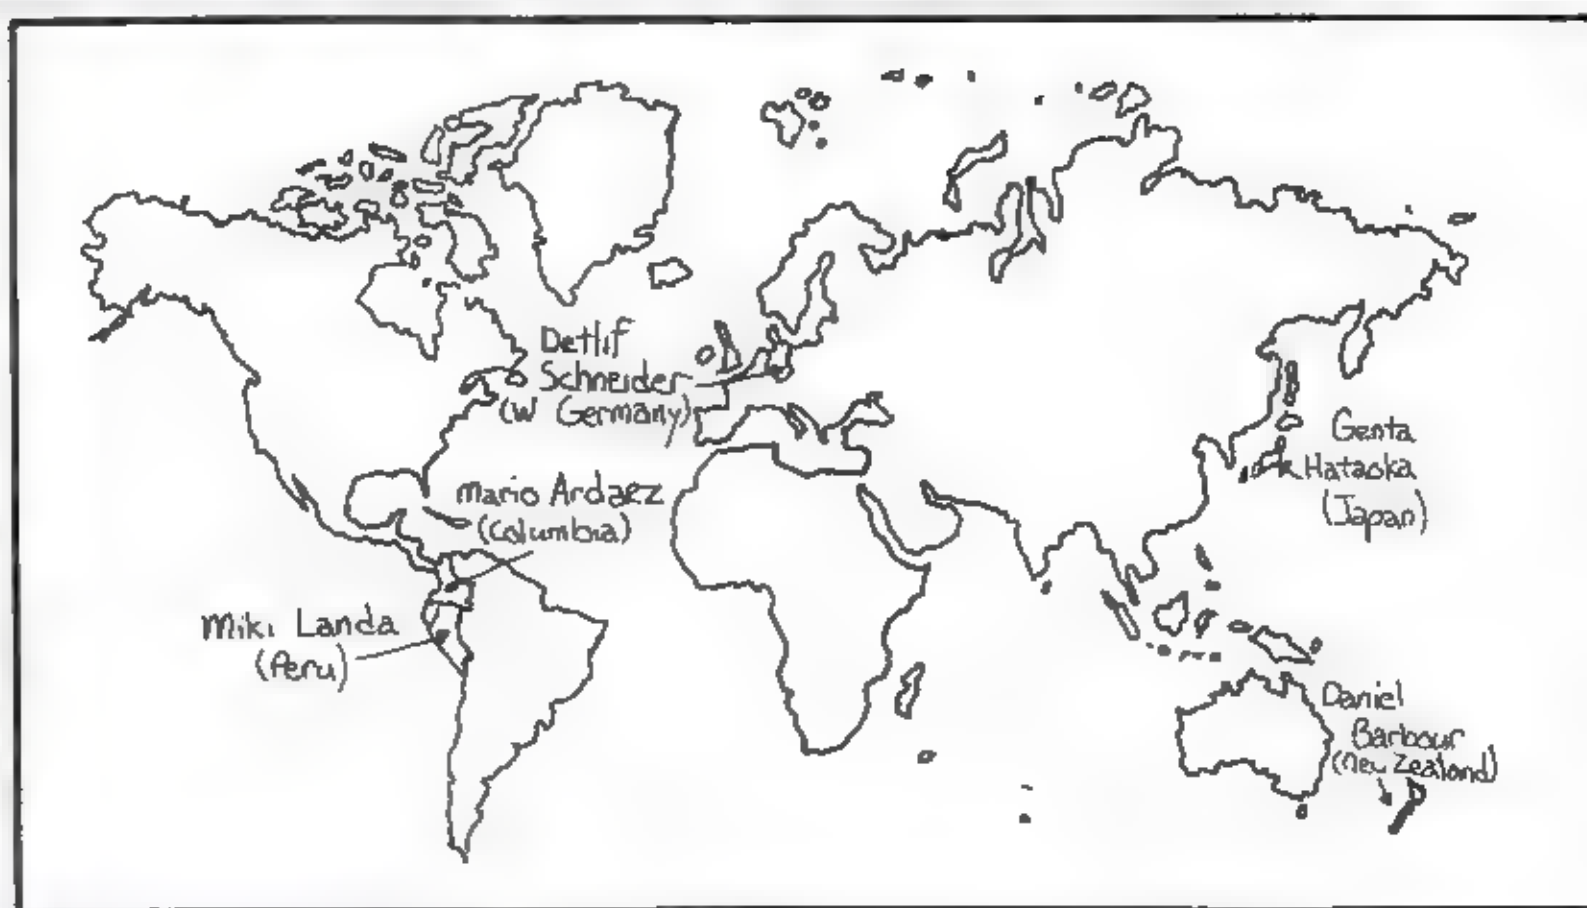 Detlif
Schneider
(W Germany)
Mario Ardaez
(Columbia)
Miki Landa
(Peru)
Genta
Hataoka
(Japan)
Daniel
Barbour
(New Zealand)